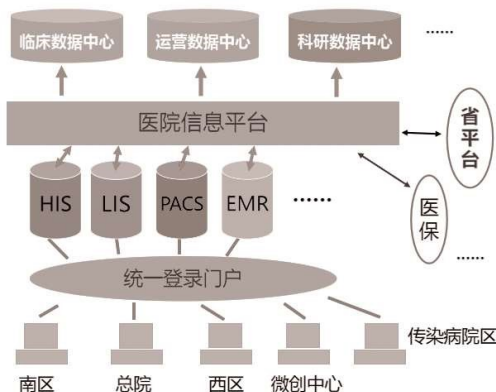 临床数据中心
运营数据中心
科研数据中心
......
医院信息平台
省平台
HIS
LIS
PACS
EMR
......
医保
......
统一登录门户
传染病院区
南区
总院
西区
微创中心